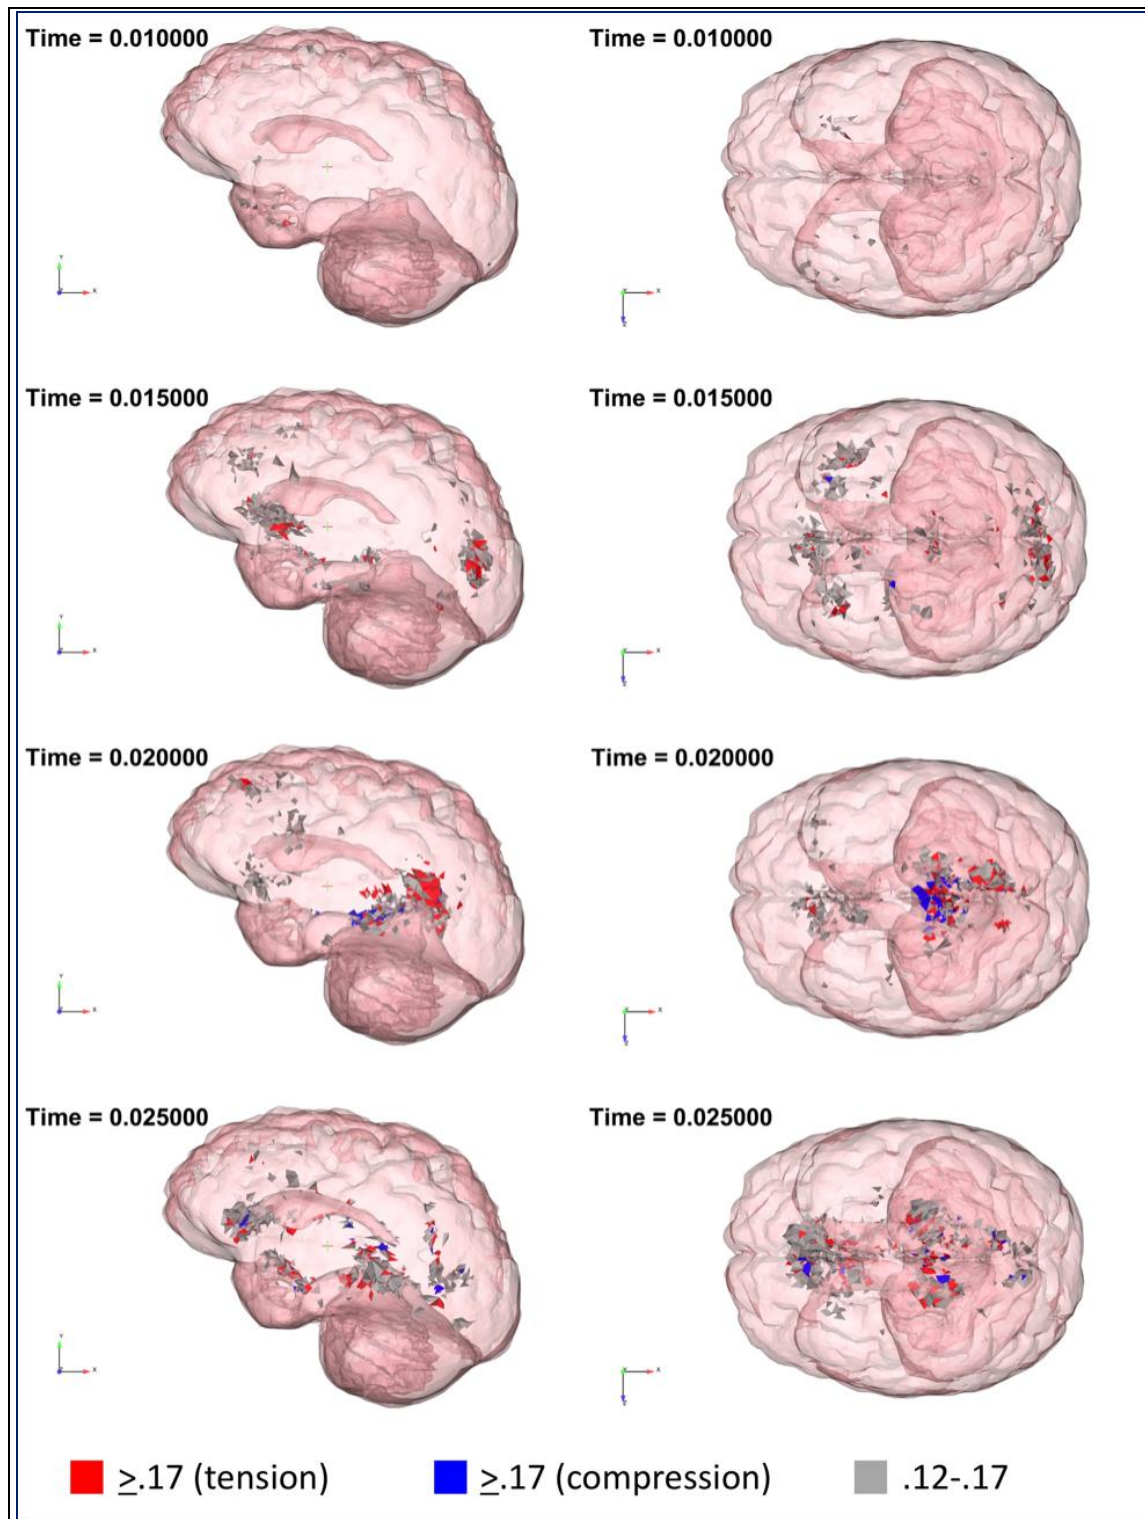 Time = 0.010000 Time = 0.010000
Time = 0.015000 Time = 0.015000
Time = 0.020000 Time = 0.020000
Time = 0.025000 Time = 0.025000
≥.17 (tension) ≥.17 (compression) .12-.17